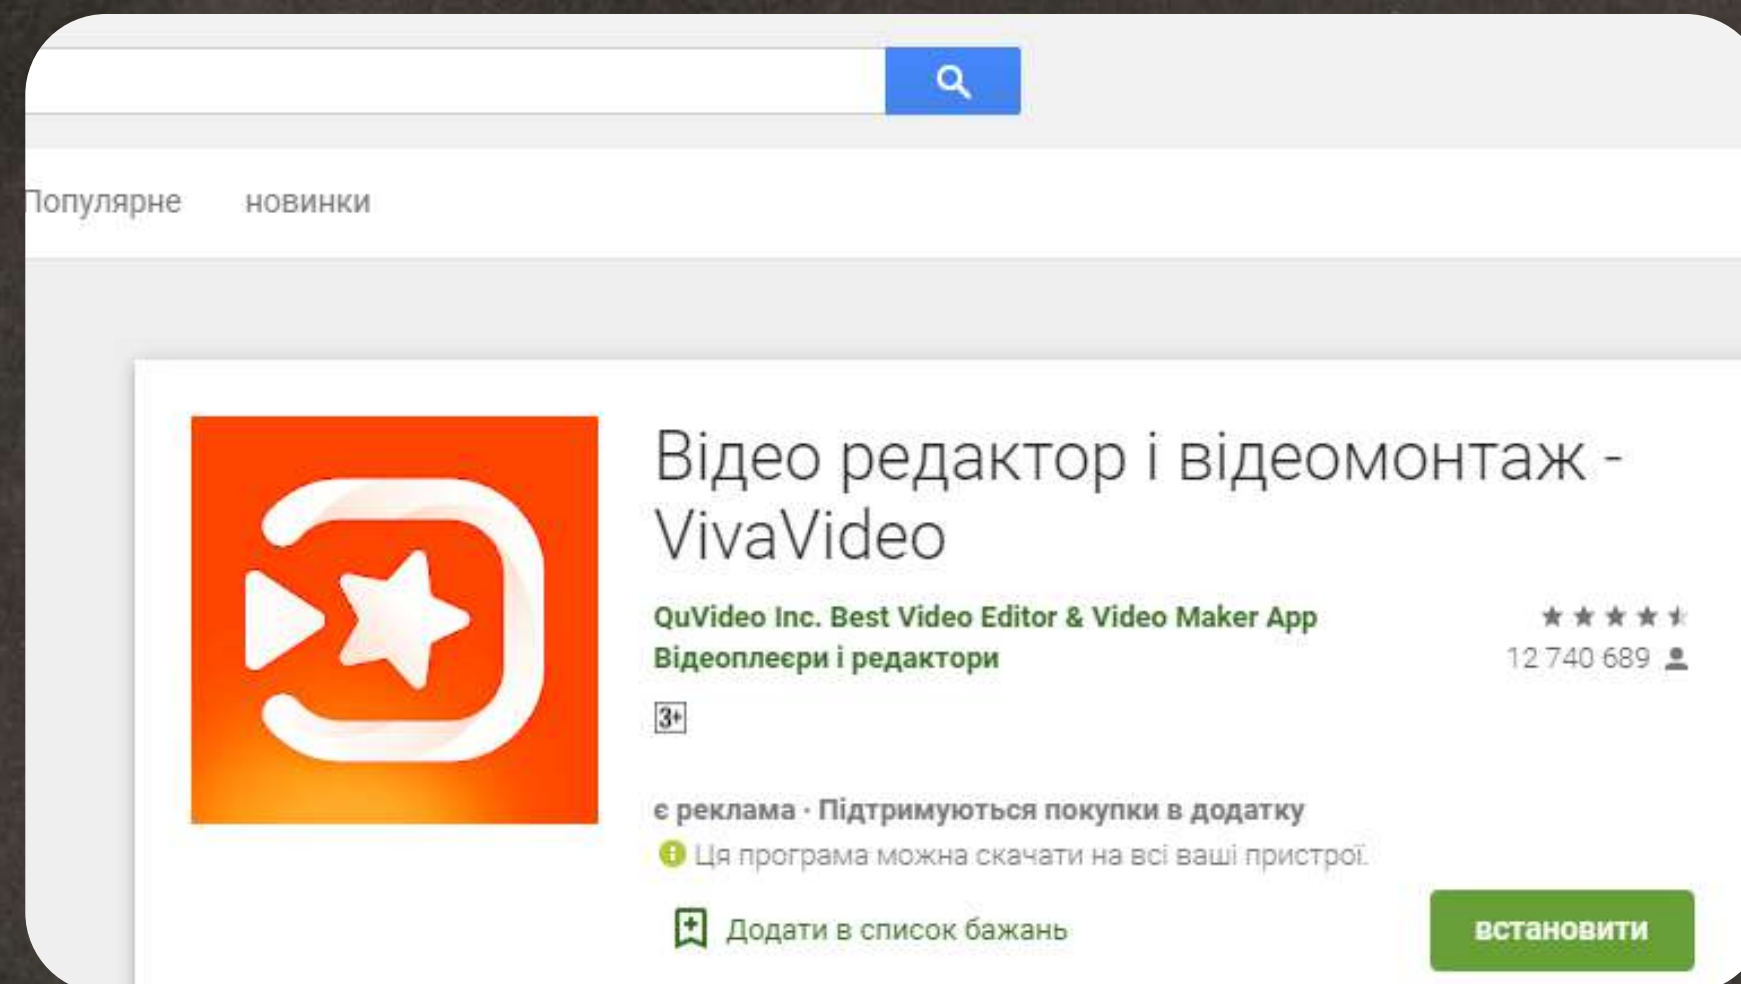 Популярне новинки
Відео редактор і відеомонтаж -
VivaVideo
QuVideo Inc. Best Video Editor & Video Maker App
Відеоплеєри і редактори
12 740 689
3+
є реклама · Підтримуються покупки в додатку
Ця програма можна скачати на всі ваші пристрої.
Додати в список бажань
встановити